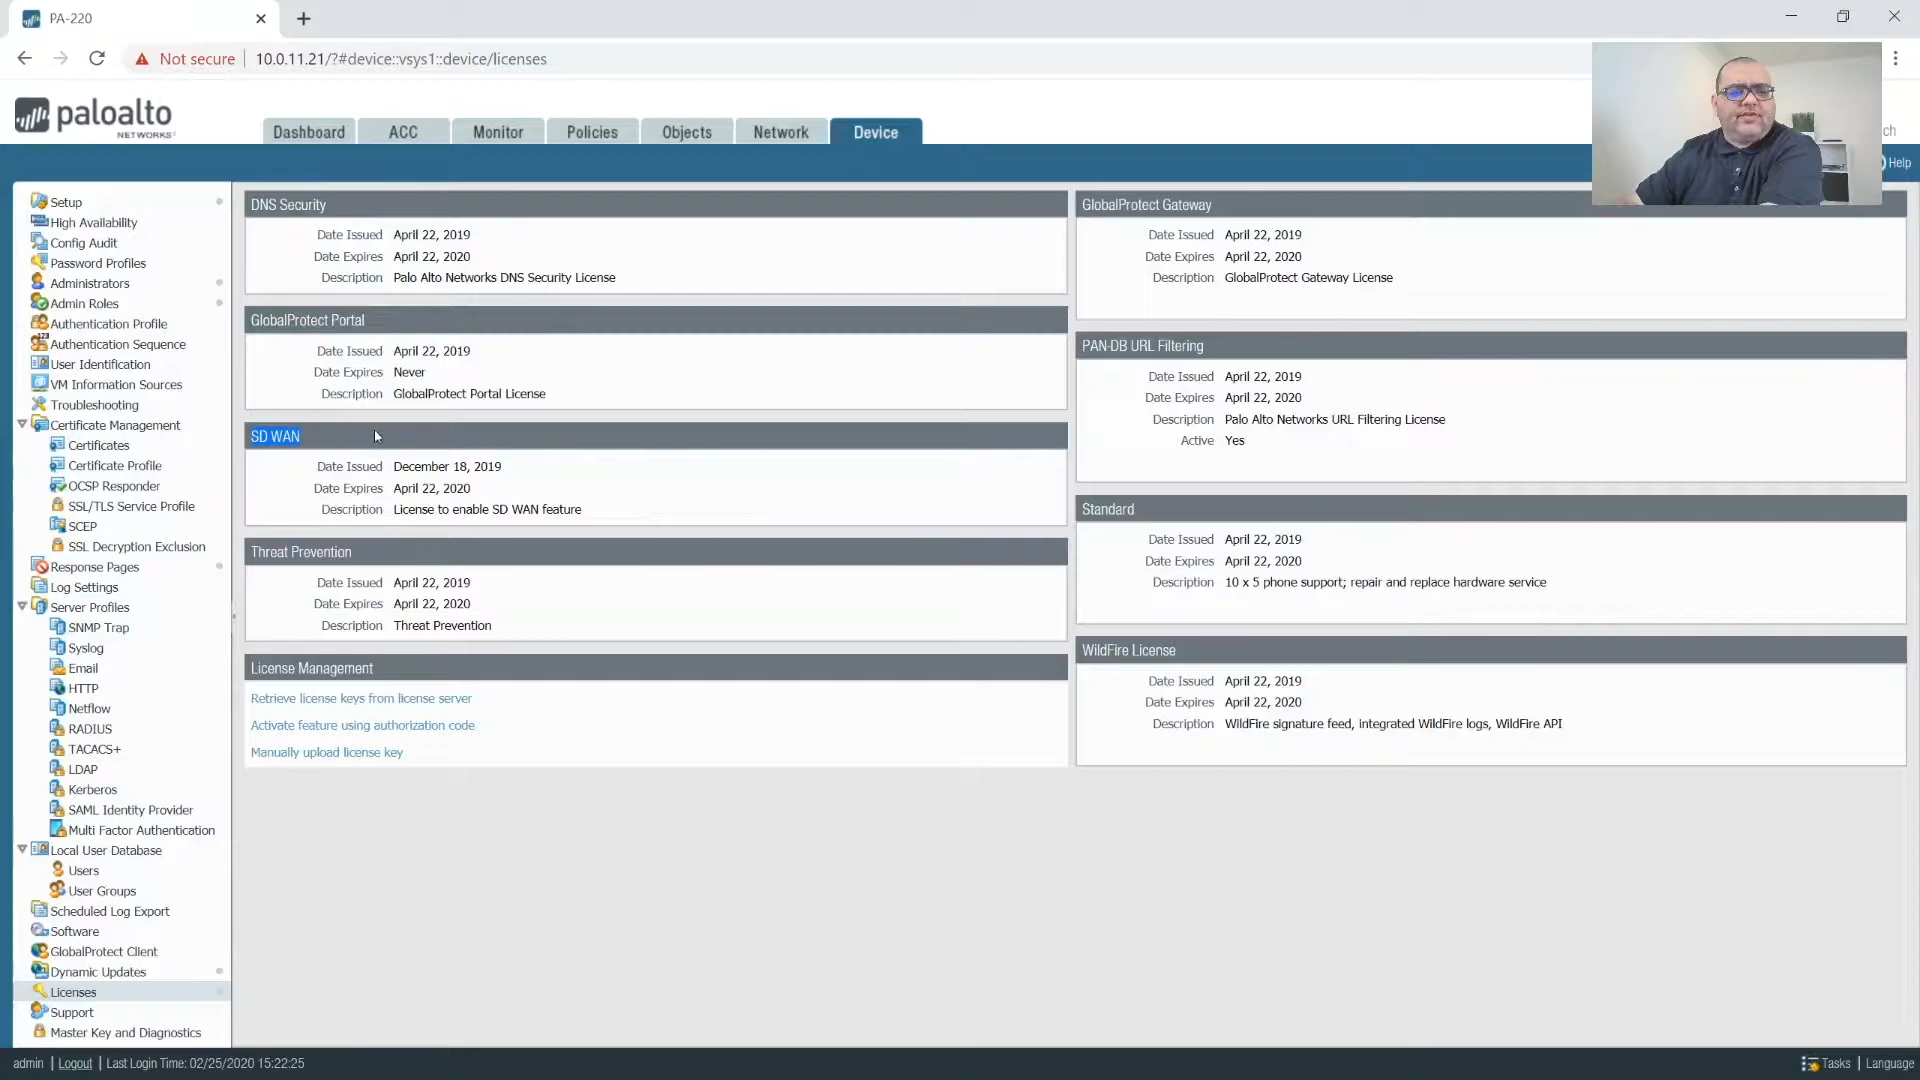 PA-220
Not secure
10.0.11.21/?#device::vsys1::device/licenses
paloalto
NETWORKS
Dashboard
ACC
Monitor
Policies
Objects
Network
Device
ch
Help
Setup
High Availability
Config Audit
Password Profiles
Administrators
Admin Roles
Authentication Profile
Authentication Sequence
User Identification
VM Information Sources
Troubleshooting
Certificate Management
Certificates
Certificate Profile
OCSP Responder
SSL/TLS Service Profile
SCEP
SSL Decryption Exclusion
Response Pages
Log Settings
Server Profiles
SNMP Trap
Syslog
Email
HTTP
Netflow
RADIUS
TACACS+
LDAP
Kerberos
SAML Identity Provider
Multi Factor Authentication
Local User Database
Users
User Groups
Scheduled Log Export
Software
GlobalProtect Client
Dynamic Updates
Licenses
Support
Master Key and Diagnostics
DNS Security
Date Issued April 22, 2019
Date Expires April 22, 2020
Description Palo Alto Networks DNS Security License
GlobalProtect Portal
Date Issued April 22, 2019
Date Expires Never
Description GlobalProtect Portal License
SD WAN
Date Issued December 18, 2019
Date Expires April 22, 2020
Description License to enable SD WAN feature
Threat Prevention
Date Issued April 22, 2019
Date Expires April 22, 2020
Description Threat Prevention
License Management
Retrieve license keys from license server
Activate feature using authorization code
Manually upload license key
GlobalProtect Gateway
Date Issued April 22, 2019
Date Expires April 22, 2020
Description GlobalProtect Gateway License
PAN-DB URL Filtering
Date Issued April 22, 2019
Date Expires April 22, 2020
Description Palo Alto Networks URL Filtering License
Active Yes
Standard
Date Issued April 22, 2019
Date Expires April 22, 2020
Description 10 x 5 phone support; repair and replace hardware service
WildFire License
Date Issued April 22, 2019
Date Expires April 22, 2020
Description WildFire signature feed, integrated WildFire logs, WildFire API
admin | Logout | Last Login Time: 02/25/2020 15:22:25
Tasks | Language